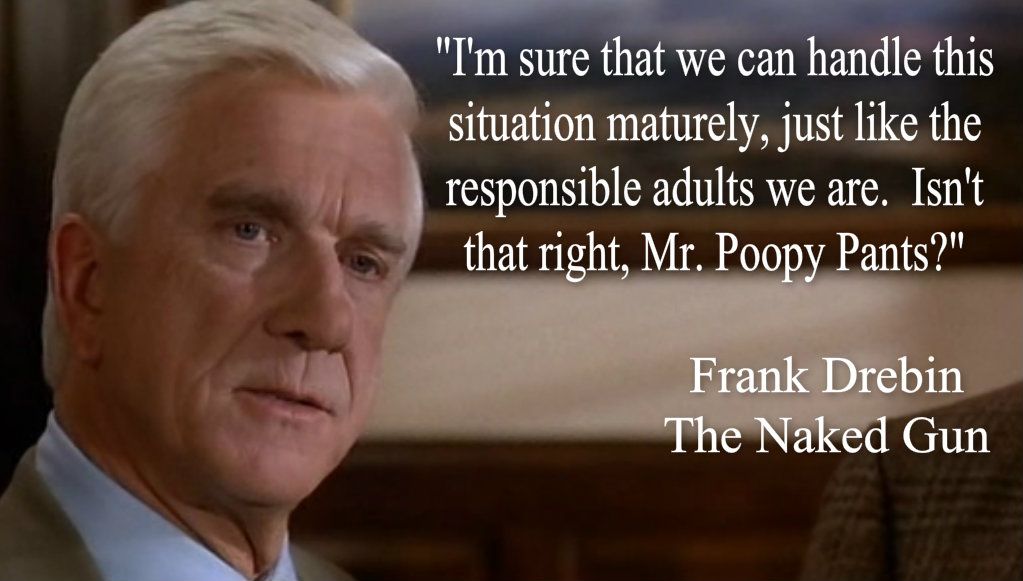 "I'm sure that we can handle this
situation maturely, just like the
responsible adults we are.  Isn't
that right, Mr. Poopy Pants?"
Frank Drebin
The Naked Gun